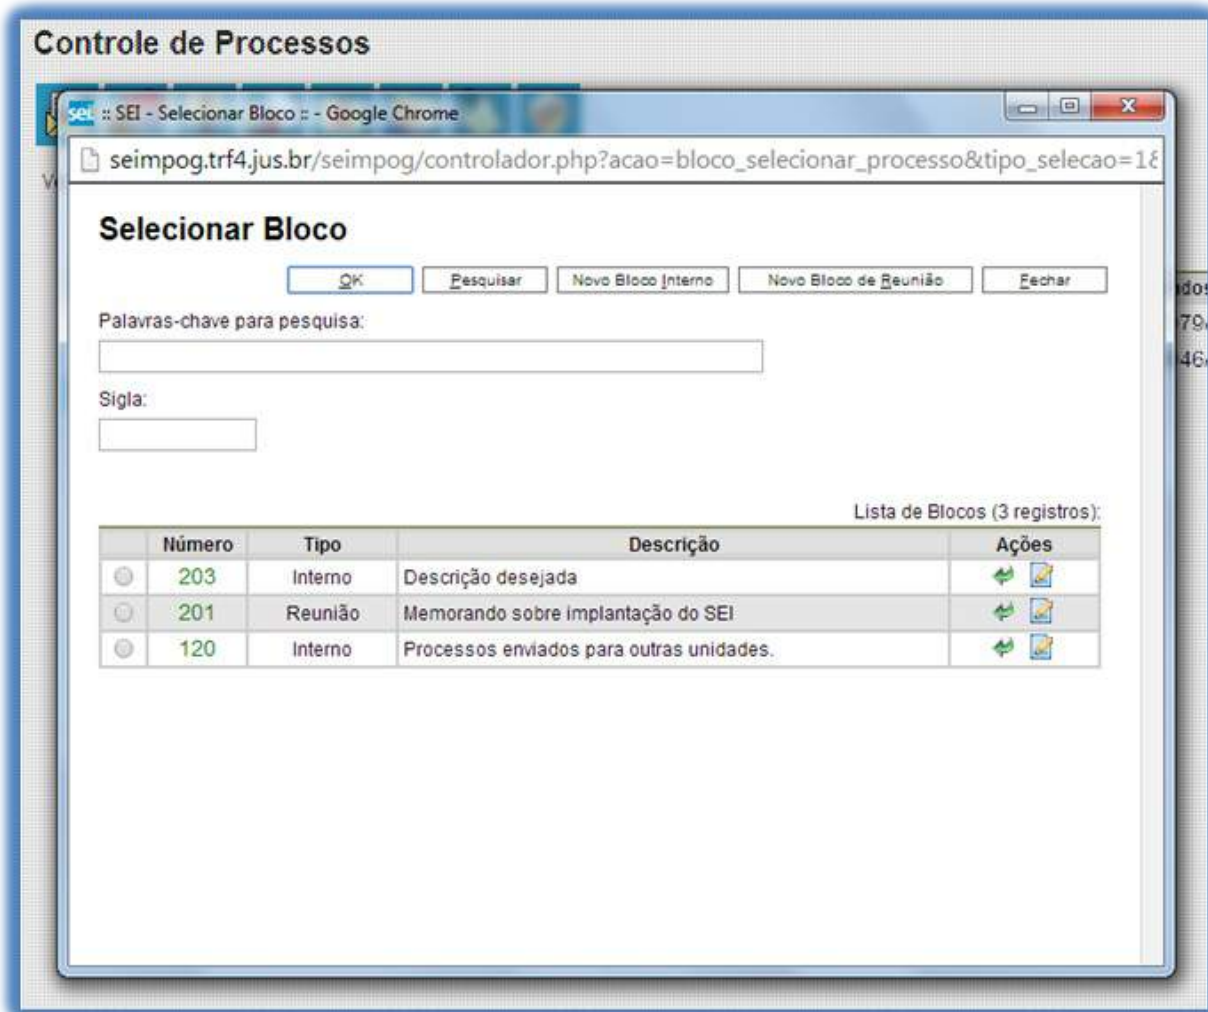 Controle de Processos
sei :: SEI - Selecionar Bloco :: - Google Chrome
seimpog.trf4.jus.br/seimpog/controlador.php?acao=bloco_selecionar_processo&tipo_selecao=1&
Selecionar Bloco
OK Pesquisar Novo Bloco Interno Novo Bloco de Reunião Fechar
Palavras-chave para pesquisa:
Sigla:
Lista de Blocos (3 registros):
Número Tipo Descrição Ações
203 Interno Descrição desejada
201 Reunião Memorando sobre implantação do SEI
120 Interno Processos enviados para outras unidades.